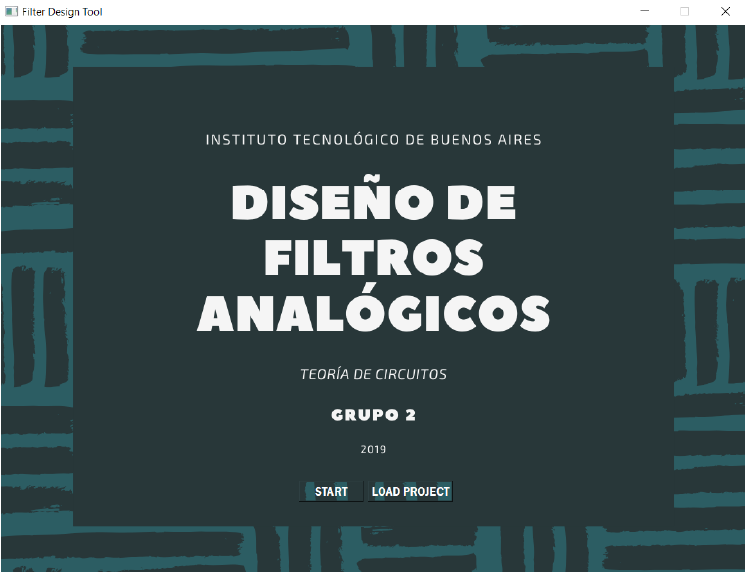 Filter Design Tool
INSTITUTO TECNOLÓGICO DE BUENOS AIRES
DISEÑO DE
FILTROS
ANALÓGICOS
TEORÍA DE CIRCUITOS
GRUPO 2
2019
START LOAD PROJECT